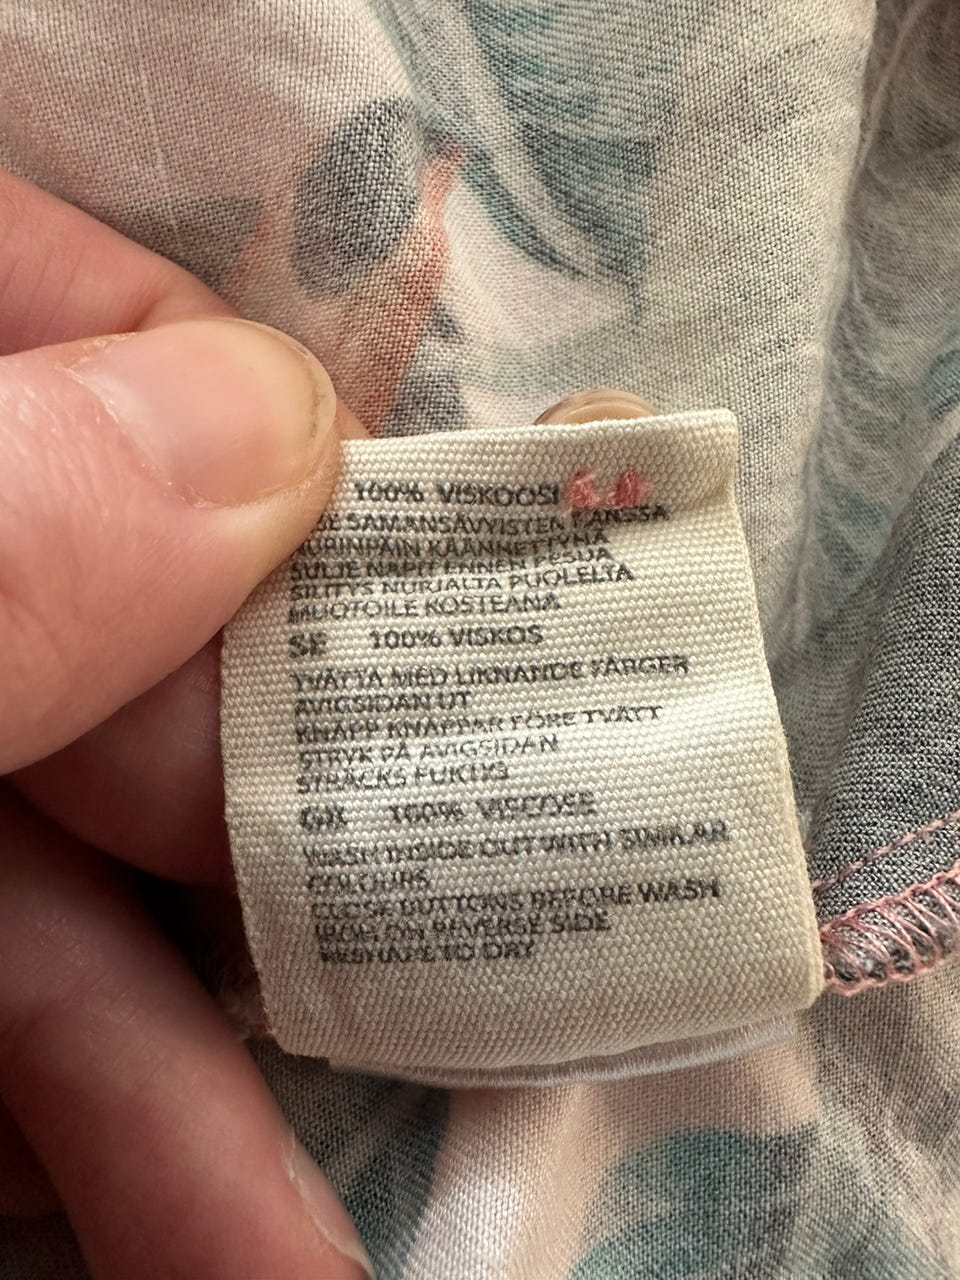 100% VISKOOSI
SAMANSÄVYISTEN KANSSA
NURINPÄIN KÄÄNNETTYNÄ
SULJE NAPIT ENNEN PESUA
SILITYS NURJALTA PUOLELTA
MUOTOILE KOSTEANA
SE 100% VISKOS
TVÄTTA MED LIKNANDE FÄRGER
AVIGSIDAN UT
KNÄPP KNAPPAR FÖRE TVÄTT
STRYK PÅ AVIGSIDAN
STRÄCKS FUKTIG
GB 100% VISCOSE
WASH INSIDE OUT WITH SIMILAR
COLOURS
CLOSE BUTTONS BEFORE WASH
IRON ON REVERSE SIDE
RESHAPE TO DRY